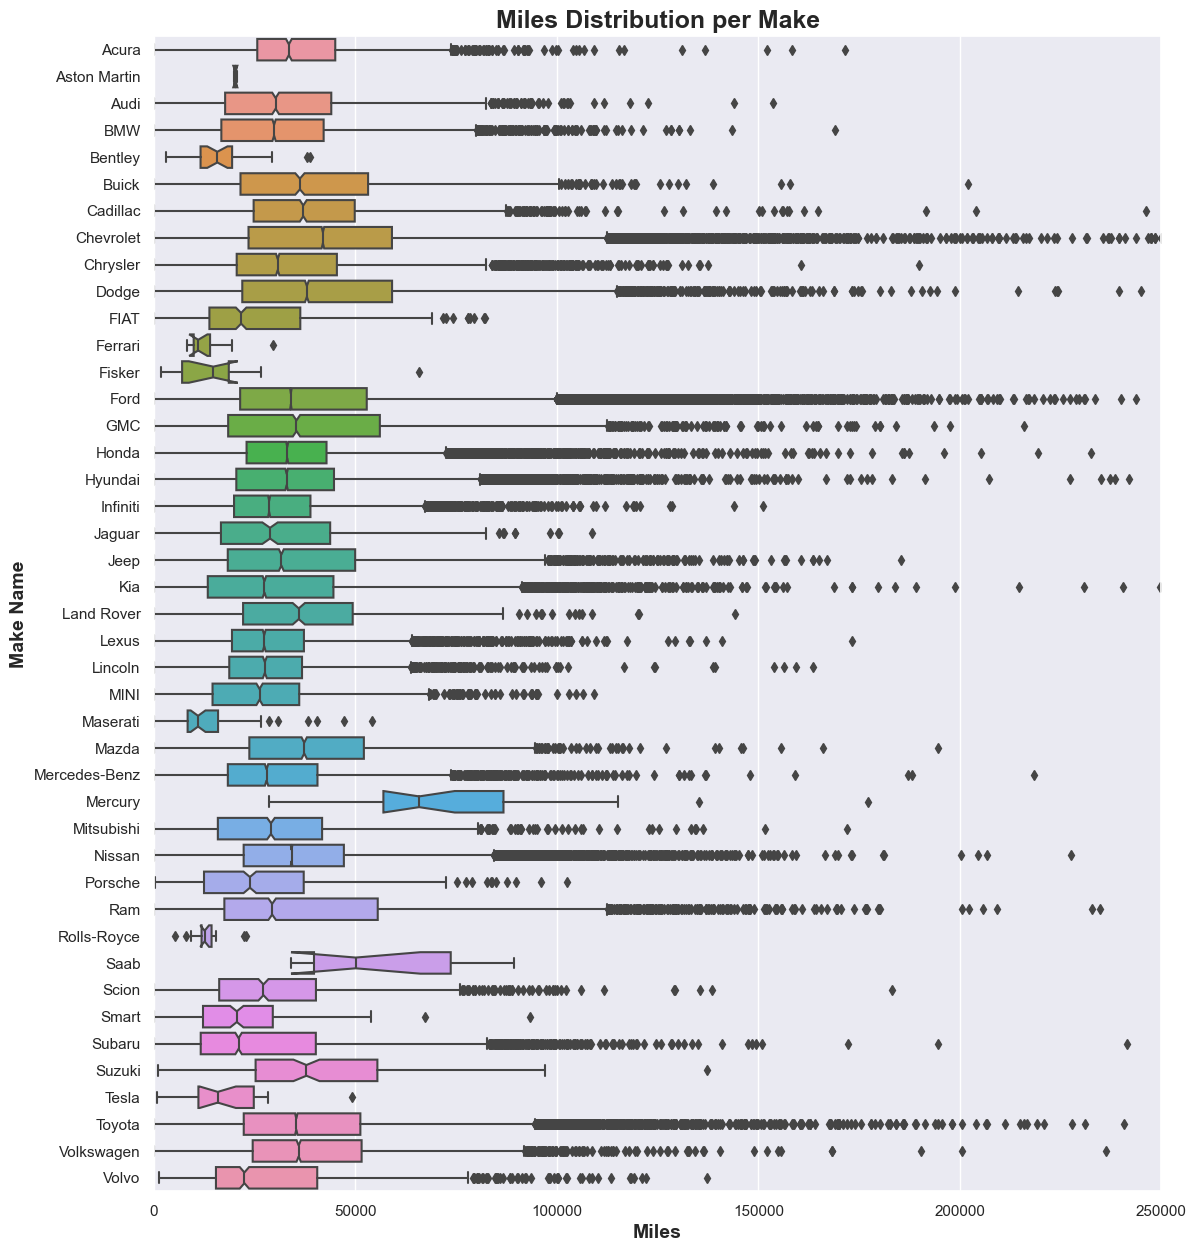 Miles Distribution per Make
Acura
Aston Martin
Audi
BMW
Bentley
Buick
Cadillac
Chevrolet
Chrysler
Dodge
FIAT
Ferrari
Fisker
Ford
GMC
Honda
Hyundai
Infiniti
Jaguar
Jeep
Kia
Land Rover
Lexus
Lincoln
MINI
Maserati
Mazda
Mercedes-Benz
Mercury
Mitsubishi
Nissan
Porsche
Ram
Rolls-Royce
Saab
Scion
Smart
Subaru
Suzuki
Tesla
Toyota
Volkswagen
Volvo
Make Name
0 50000 100000 150000 200000 250000
Miles